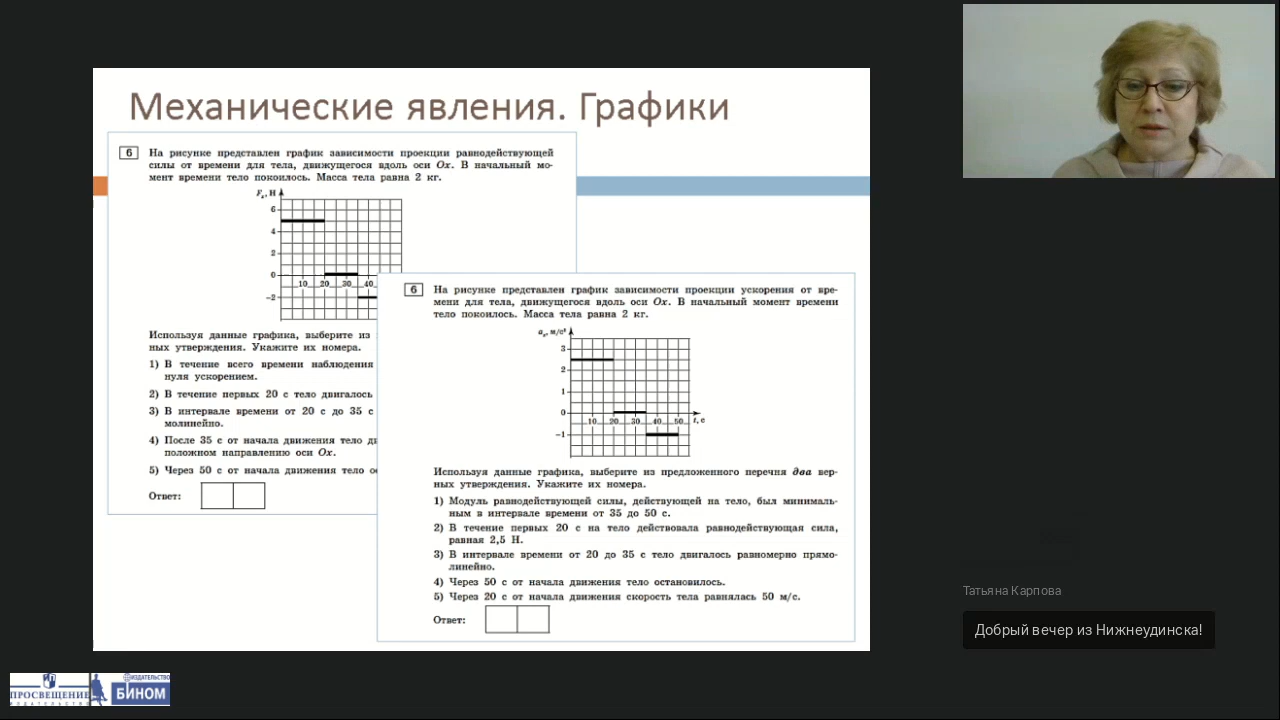 Механические явления. Графики
6
На рисунке представлен график зависимости проекции равнодействующей
силы от времени для тела, движущегося вдоль оси Ox. В начальный мо-
мент времени тело покоилось. Масса тела равна 2 кг.
Fx, Н
6
4
2
0
−2
10 20 30 40
Используя данные графика, выберите из
ных утверждения. Укажите их номера.
1) В течение всего времени наблюдения
нуля ускорением.
2) В течение первых 20 с тело двигалось
3) В интервале времени от 20 с до 35 с
молинейно.
4) После 35 с от начала движения тело
положном направлению оси Ox.
5) Через 50 с от начала движения тело
Ответ:
6
На рисунке представлен график зависимости проекции ускорения от вре-
мени для тела, движущегося вдоль оси Ox. В начальный момент времени
тело покоилось. Масса тела равна 2 кг.
ax, м/с²
3
2
1
0
−1
10 20 30 40 50 t, с
Используя данные графика, выберите из предложенного перечня два вер-
ных утверждения. Укажите их номера.
1) Модуль равнодействующей силы, действующей на тело, был минималь-
ным в интервале времени от 35 до 50 с.
2) В течение первых 20 с на тело действовала равнодействующая сила,
равная 2,5 Н.
3) В интервале времени от 20 до 35 с тело двигалось равномерно прямо-
линейно.
4) Через 50 с от начала движения тело остановилось.
5) Через 20 с от начала движения скорость тела равнялась 50 м/с.
Ответ:
Татьяна Карпова
Добрый вечер из Нижнеудинска!
ПРОСВЕЩЕНИЕ
ИЗДАТЕЛЬСТВО
ИЗДАТЕЛЬСТВО
БИНОМ